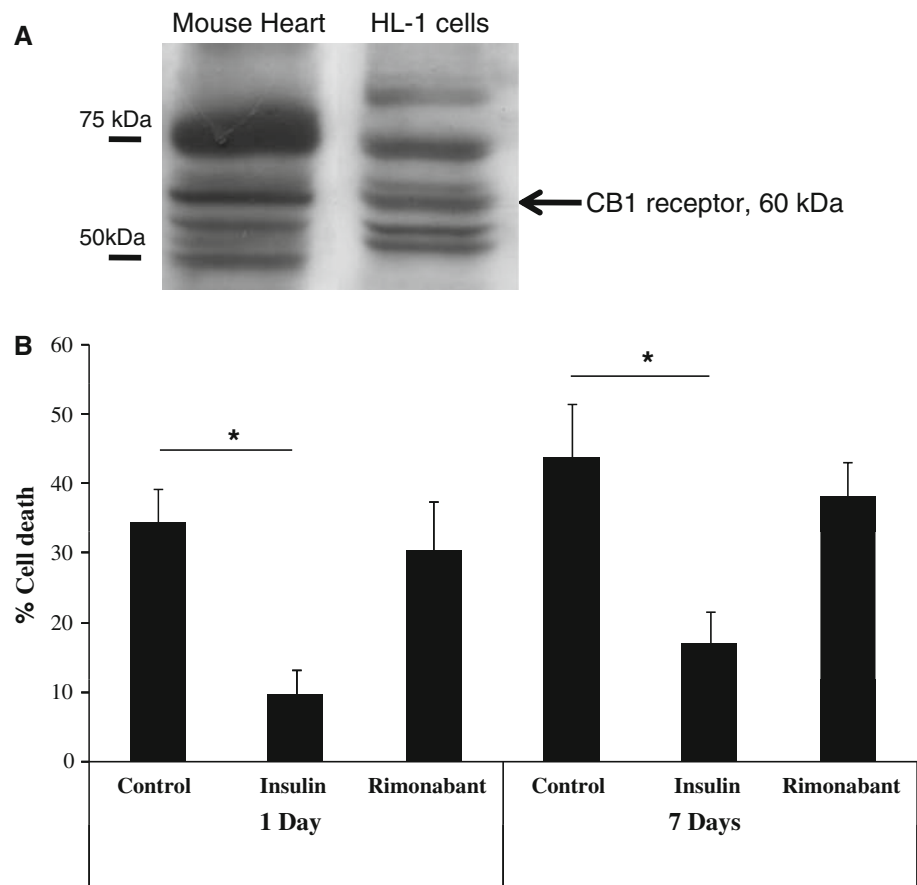 A
Mouse Heart HL-1 cells
75 kDa
CB1 receptor, 60 kDa
50kDa
B
% Cell death
60
50
40
30
20
10
0
*
*
Control Insulin Rimonabant Control Insulin Rimonabant
1 Day 7 Days